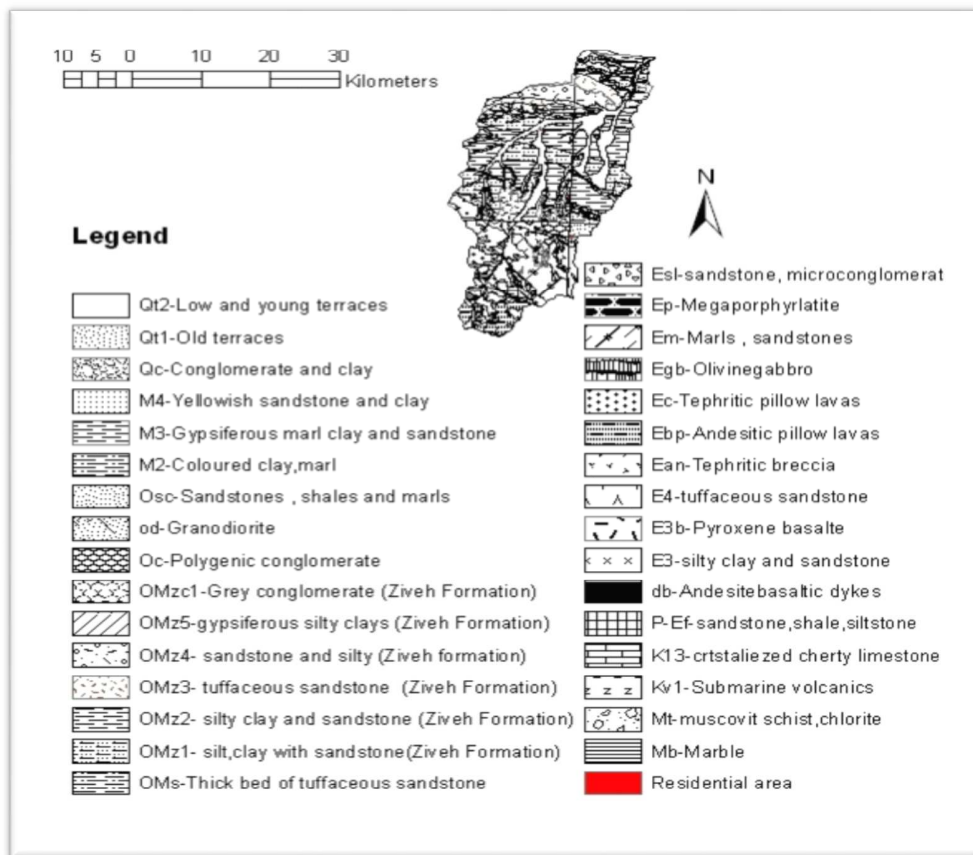 10 5 0 10 20 30
Kilometers
N
Legend
Qt2-Low and young terraces
Qt1-Old terraces
Qc-Conglomerate and clay
M4-Yellowish sandstone and clay
M3-Gypsiferous marl clay and sandstone
M2-Coloured clay,marl
Osc-Sandstones , shales and marls
od-Granodiorite
Oc-Polygenic conglomerate
OMzc1-Grey conglomerate (Ziveh Formation)
OMz5-gypsiferous silty clays (Ziveh Formation)
OMz4- sandstone and silty (Ziveh formation)
OMz3- tuffaceous sandstone (Ziveh Formation)
OMz2- silty clay and sandstone (Ziveh Formation)
OMz1- silt,clay with sandstone(Ziveh Formation)
OMs-Thick bed of tuffaceous sandstone
Esl-sandstone, microconglomerat
Ep-Megaporphyrlatite
Em-Marls , sandstones
Egb-Olivinegabbro
Ec-Tephritic pillow lavas
Ebp-Andesitic pillow lavas
Ean-Tephritic breccia
E4-tuffaceous sandstone
E3b-Pyroxene basalte
E3-silty clay and sandstone
db-Andesitebasaltic dykes
P-Ef-sandstone,shale,siltstone
K13-crtstaliezed cherty limestone
Kv1-Submarine volcanics
Mt-muscovit schist,chlorite
Mb-Marble
Residential area